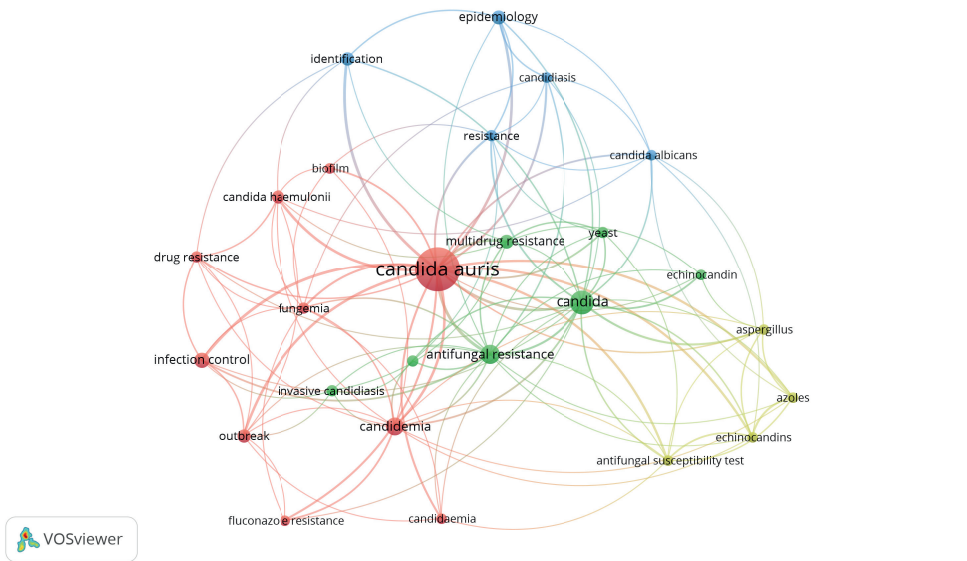 epidemiology
identification
candidiasis
resistance
candida albicans
biofilm
candida haemulonii
yeast
multidrug resistance
drug resistance
candida auris
echinocandin
candida
fungemia
aspergillus
antifungal resistance
infection control
invasive candidiasis
azoles
candidemia
outbreak
echinocandins
antifungal susceptibility test
fluconazole resistance
candidaemia
VOSviewer